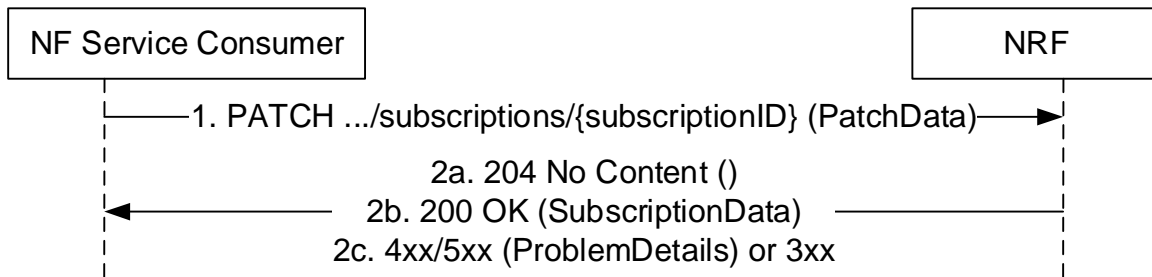 NF Service Consumer
NRF
1. PATCH .../subscriptions/{subscriptionID} (PatchData)
2a. 204 No Content ()
2b. 200 OK (SubscriptionData)
2c. 4xx/5xx (ProblemDetails) or 3xx